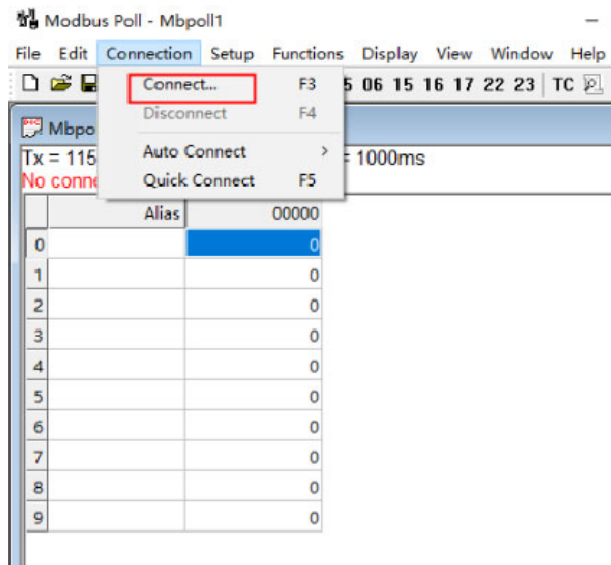 Modbus Poll - Mbpoll1
File Edit Connection Setup Functions Display View Window Help
Connect... F3
5 06 15 16 17 22 23 TC
Disconnect F4
Mbpo
Auto Connect >
Tx = 115 = 1000ms
Quick Connect F5
No conne
Alias 00000
0 0
1 0
2 0
3 0
4 0
5 0
6 0
7 0
8 0
9 0